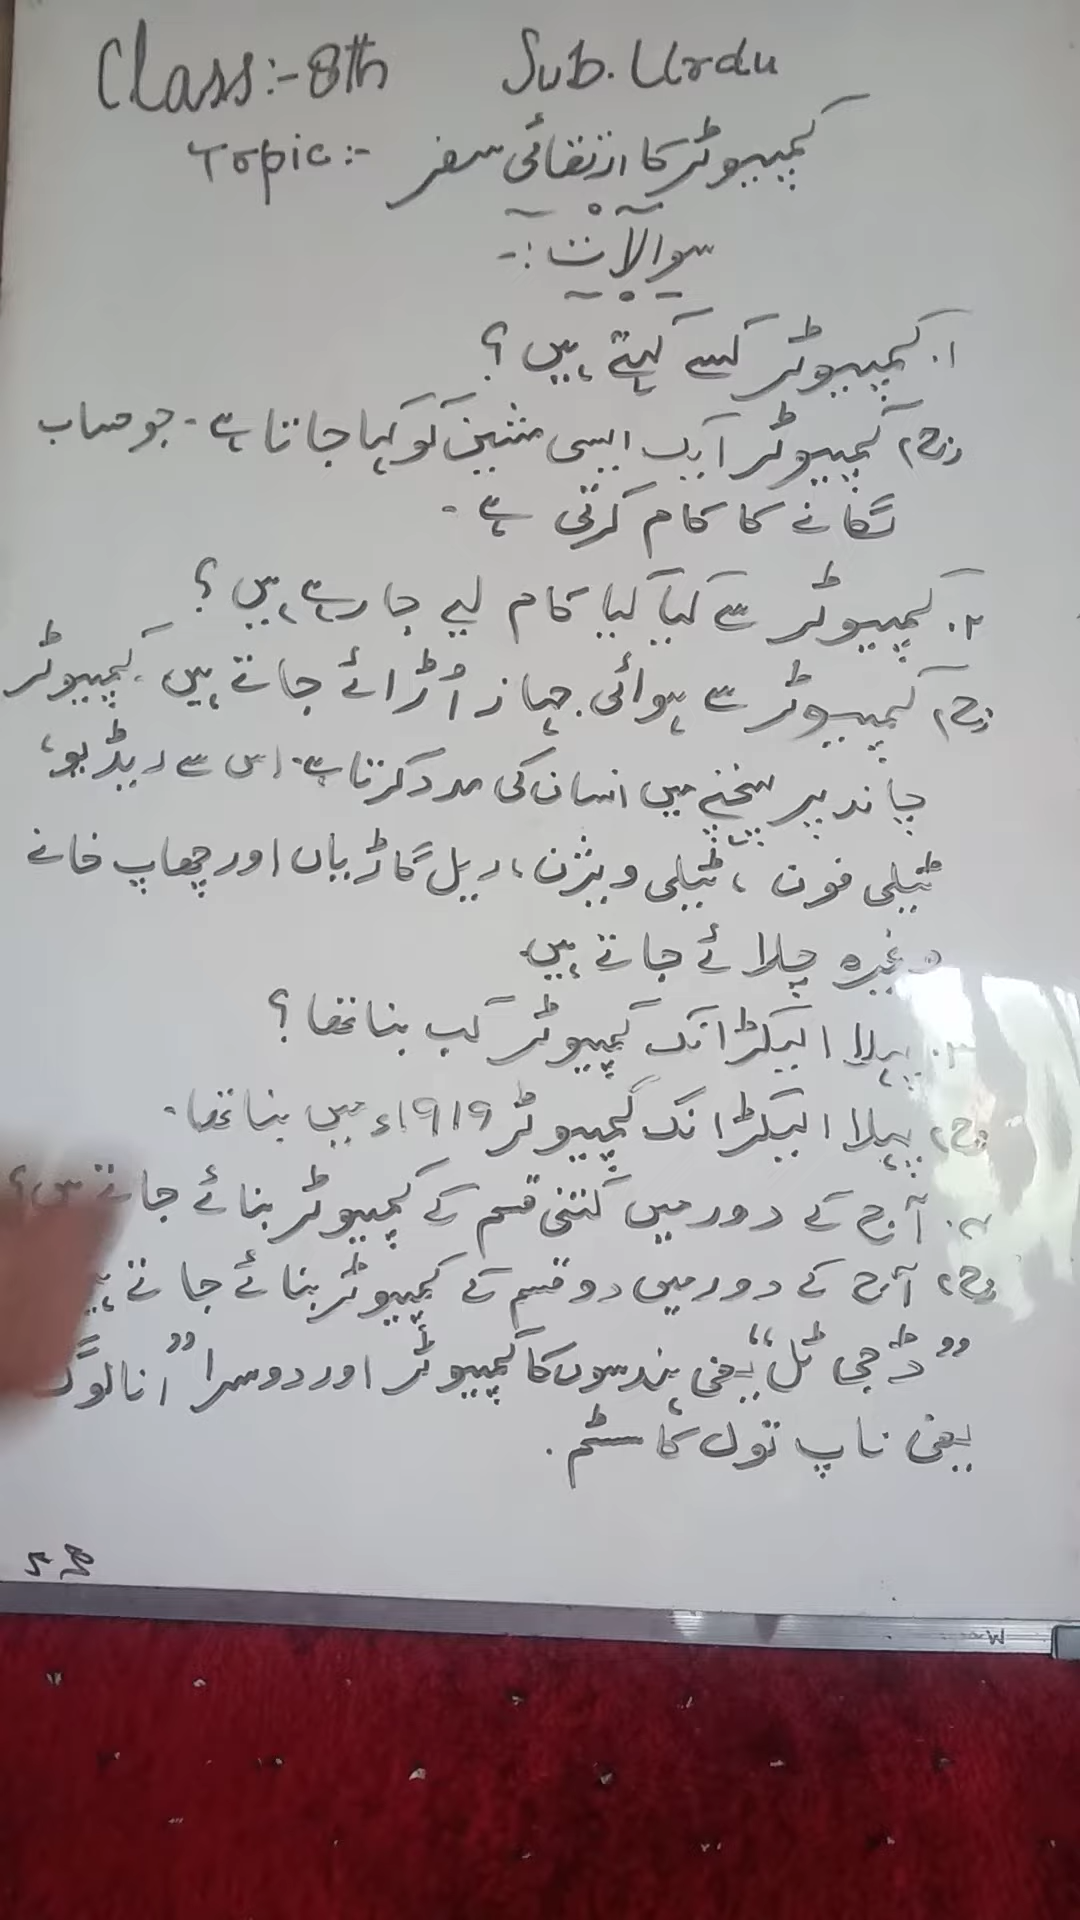 Class:- 8th Sub. Urdu
Topic:- کمپیوٹر کا ارتقائی سفر
سوالات :-
۱. کمپیوٹر کسے کہتے ہیں ؟
ج، کمپیوٹر ایک ایسی مشین کو کہا جاتا ہے - جو حساب
لگانے کا کام کرتی ہے -
۲. کمپیوٹر سے کیا کیا کام لیے جا رہے ہیں ؟
ج، کمپیوٹر سے ہوائی جہاز اُڑائے جاتے ہیں ، کمپیوٹر
چاند پر پہنچنے میں انسان کی مدد کرتا ہے - اس سے ریڈیو،
ٹیلی فون ، ٹیلی ویژن ، ریل گاڑیاں اور چھاپ خانے
وغیرہ چلائے جاتے ہیں
۳. پہلا الیکٹرانک کمپیوٹر کب بنا تھا ؟
ج، پہلا الیکٹرانک کمپیوٹر ۱۹۱۹ء میں بنا تھا -
۴. آج کے دور میں کتنی قسم کے کمپیوٹر بنائے جاتے ہیں ؟
ج، آج کے دور میں دو قسم کے کمپیوٹر بنائے جاتے
”ڈجی ٹل“ یعنی ہندسوں کا کمپیوٹر اور دوسرا ”انالوگ
یعنی ناپ تول کا سسٹم .